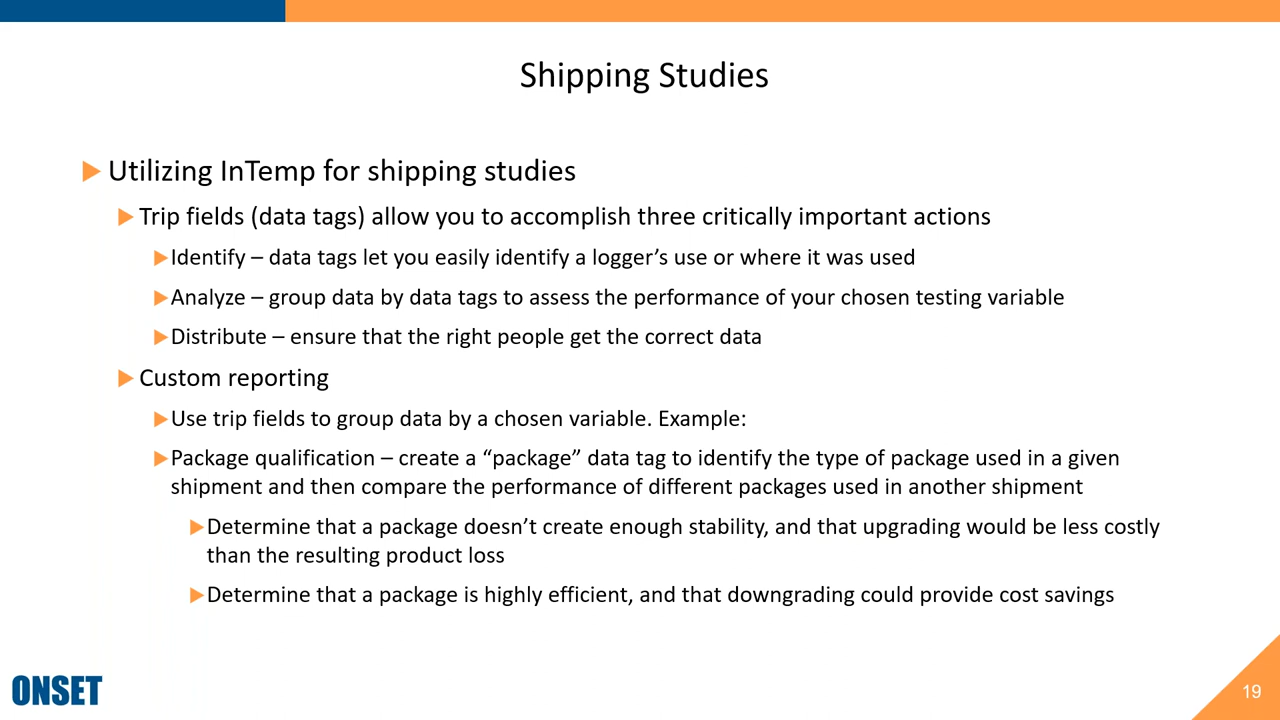 Shipping Studies
Utilizing InTemp for shipping studies
Trip fields (data tags) allow you to accomplish three critically important actions
Identify – data tags let you easily identify a logger’s use or where it was used
Analyze – group data by data tags to assess the performance of your chosen testing variable
Distribute – ensure that the right people get the correct data
Custom reporting
Use trip fields to group data by a chosen variable. Example:
Package qualification – create a “package” data tag to identify the type of package used in a given
shipment and then compare the performance of different packages used in another shipment
Determine that a package doesn’t create enough stability, and that upgrading would be less costly
than the resulting product loss
Determine that a package is highly efficient, and that downgrading could provide cost savings
ONSET
19